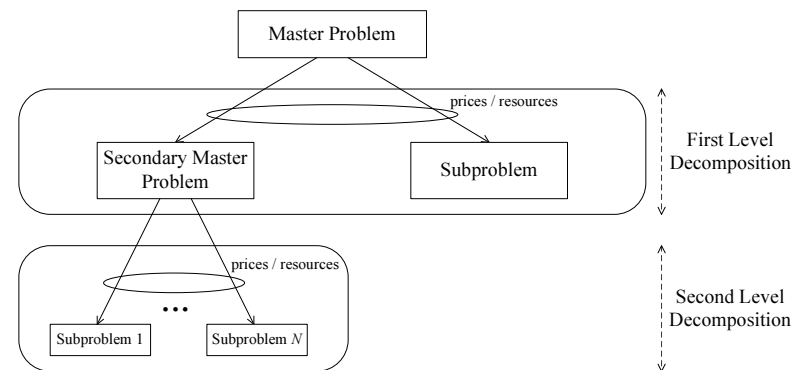 Master Problem
prices / resources
Secondary Master
Problem
Subproblem
First Level
Decomposition
prices / resources
...
Subproblem 1
Subproblem N
Second Level
Decomposition